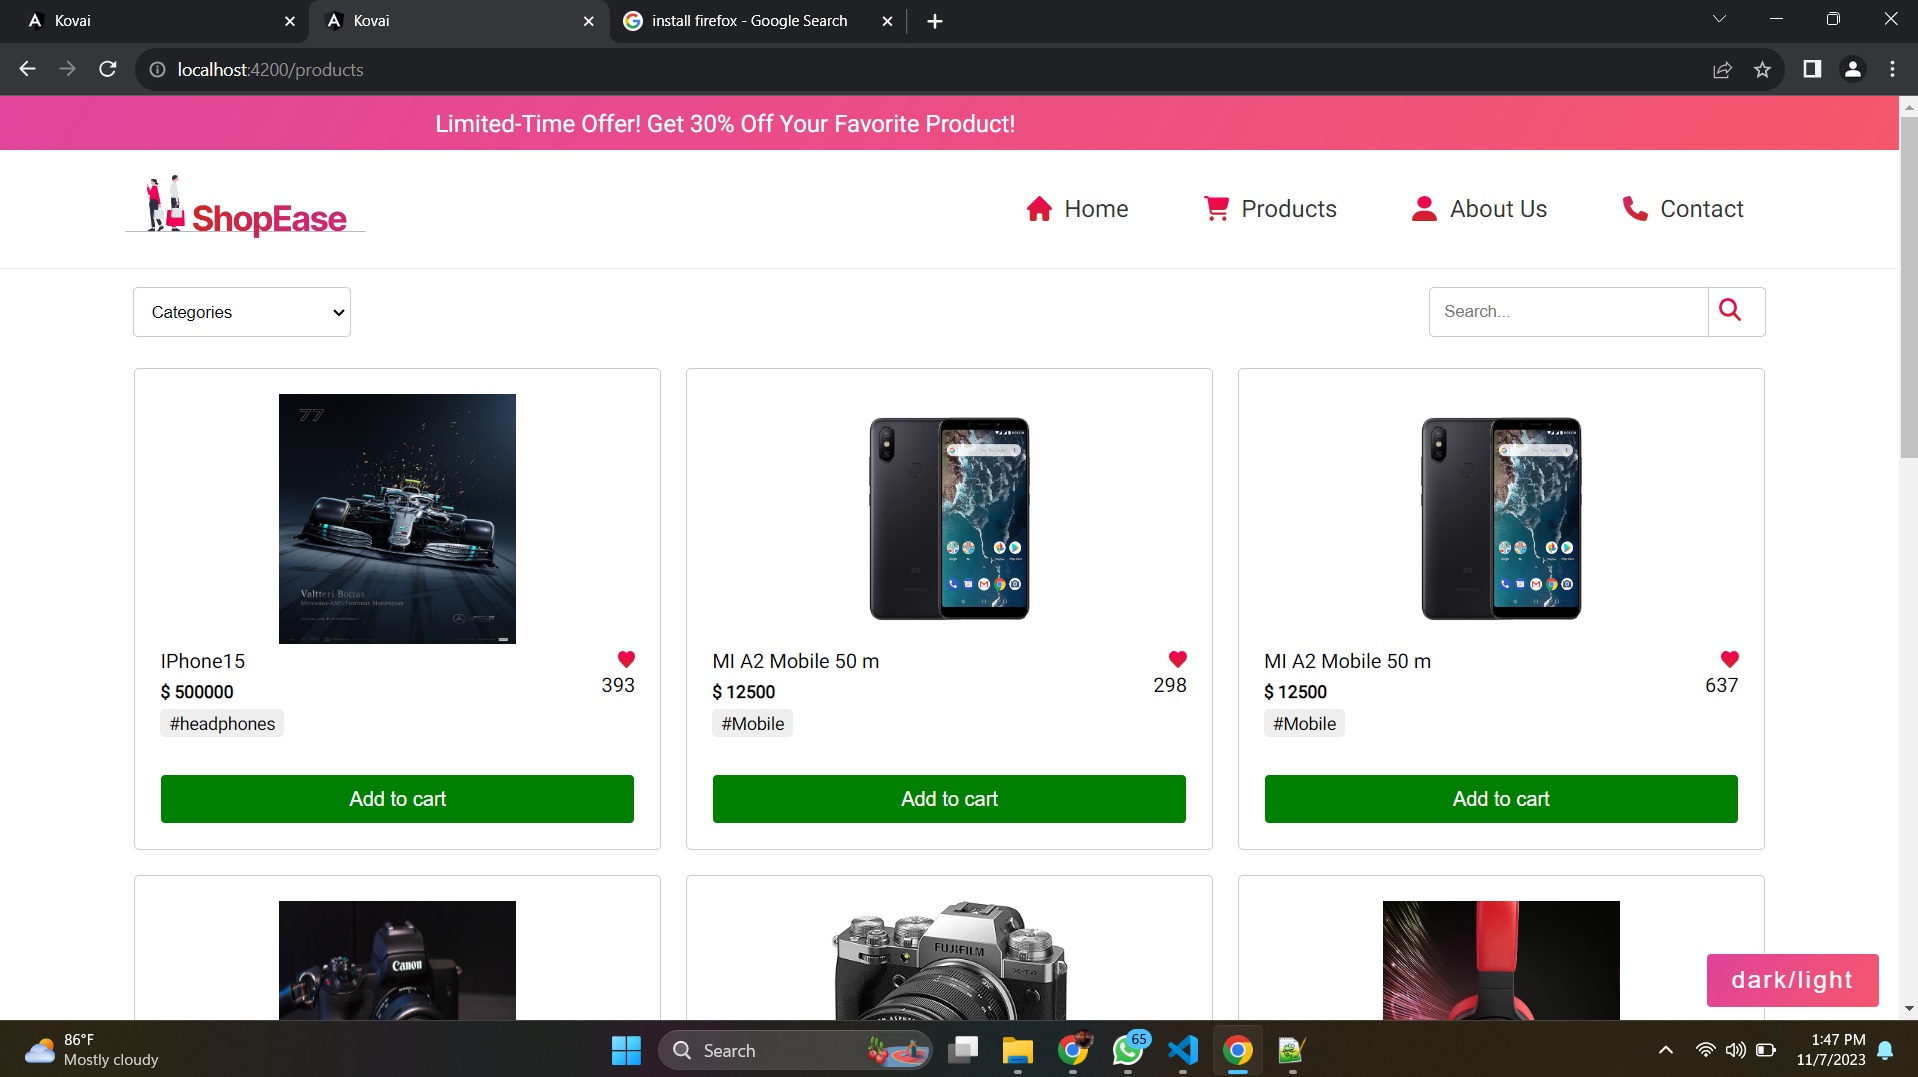 Kovai
Kovai
install firefox - Google Search
localhost:4200/products
Limited-Time Offer! Get 30% Off Your Favorite Product!
ShopEase
Home
Products
About Us
Contact
Categories
Search...
77
Valtteri Bottas
IPhone15
393
$ 500000
#headphones
Add to cart
MI A2 Mobile 50 m
298
$ 12500
#Mobile
Add to cart
MI A2 Mobile 50 m
637
$ 12500
#Mobile
Add to cart
Canon
FUJIFILM
X-T4
dark/light
86°F
Mostly cloudy
Search
65
1:47 PM
11/7/2023